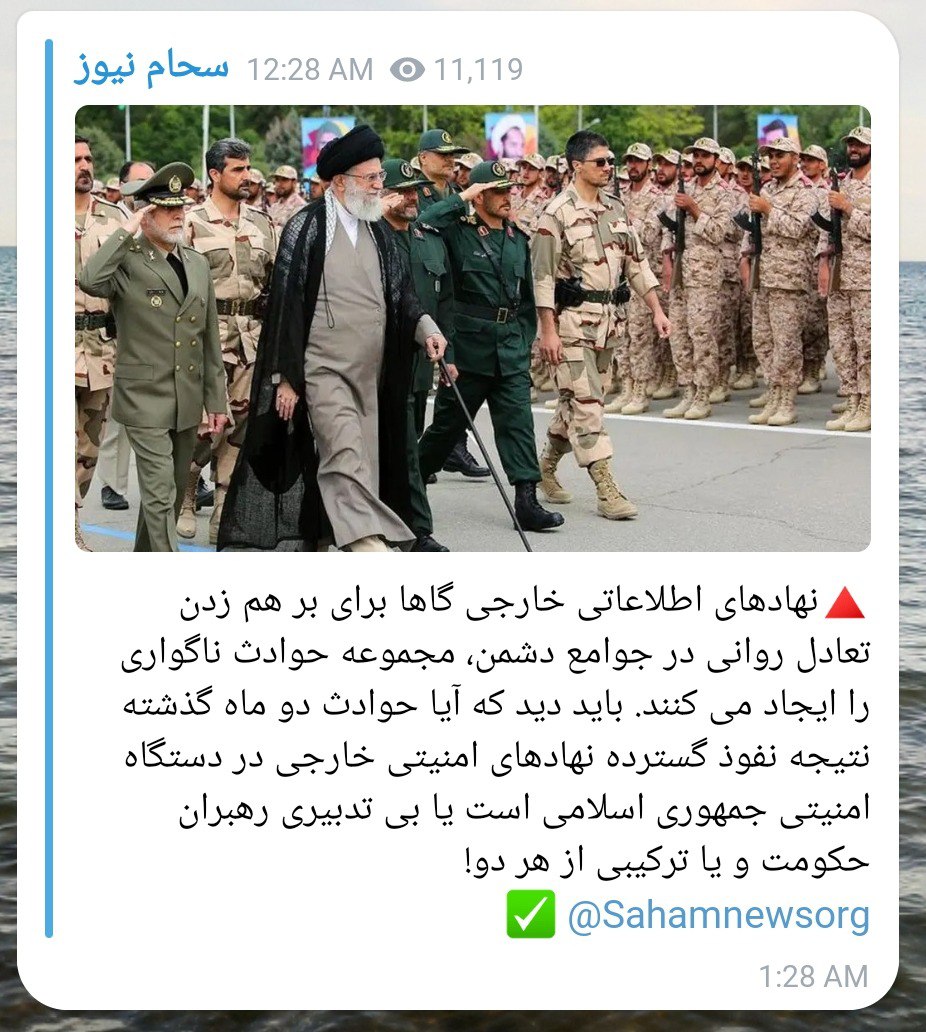 سحام نیوز 12:28 AM 11,119
🔺نهادهای اطلاعاتی خارجی گاها برای بر هم زدن
تعادل روانی در جوامع دشمن، مجموعه حوادث ناگواری
را ایجاد می کنند. باید دید که آیا حوادث دو ماه گذشته
نتیجه نفوذ گسترده نهادهای امنیتی خارجی در دستگاه
امنیتی جمهوری اسلامی است یا بی تدبیری رهبران
حکومت و یا ترکیبی از هر دو!
✅ @Sahamnewsorg
1:28 AM